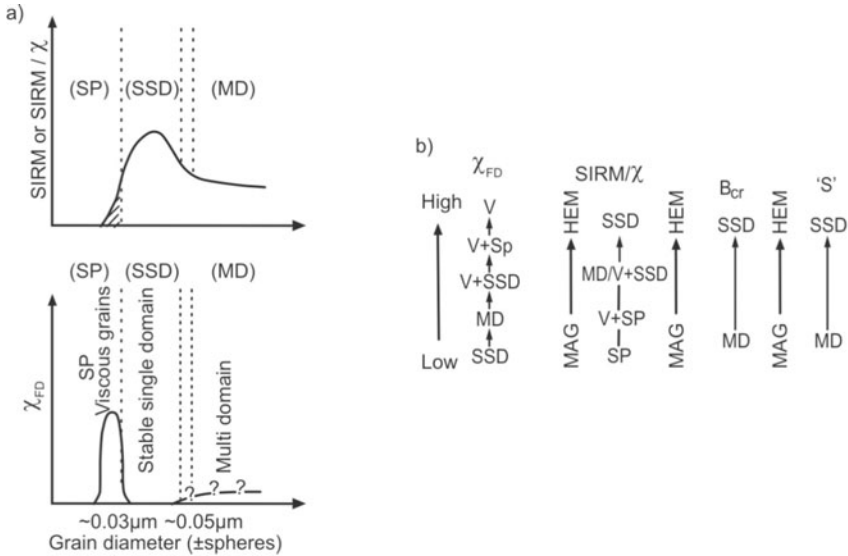 a)
SIRM or SIRM / χ
(SP) (SSD) (MD)
(SP) (SSD) (MD)
χFD
SP
Viscous grains
Stable single domain
Multi domain
? ? ?
~0.03μm ~0.05μm
Grain diameter (±spheres)
b)
High
Low
χFD
V
V+Sp
V+SSD
MD
SSD
SIRM/χ
HEM
MAG
SSD
MD/V+SSD
V+SP
SP
HEM
MAG
Bcr
SSD
MD
HEM
MAG
'S'
SSD
MD